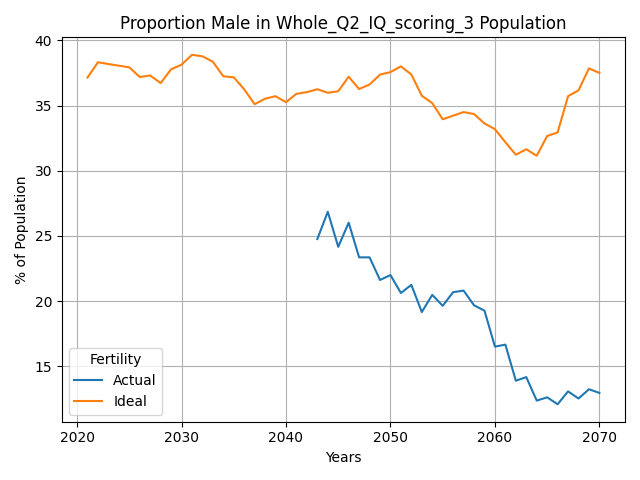 Proportion Male in Whole_Q2_IQ_scoring_3 Population
% of Population
40
35
30
25
20
15
Fertility
Actual
Ideal
2020 2030 2040 2050 2060 2070
Years